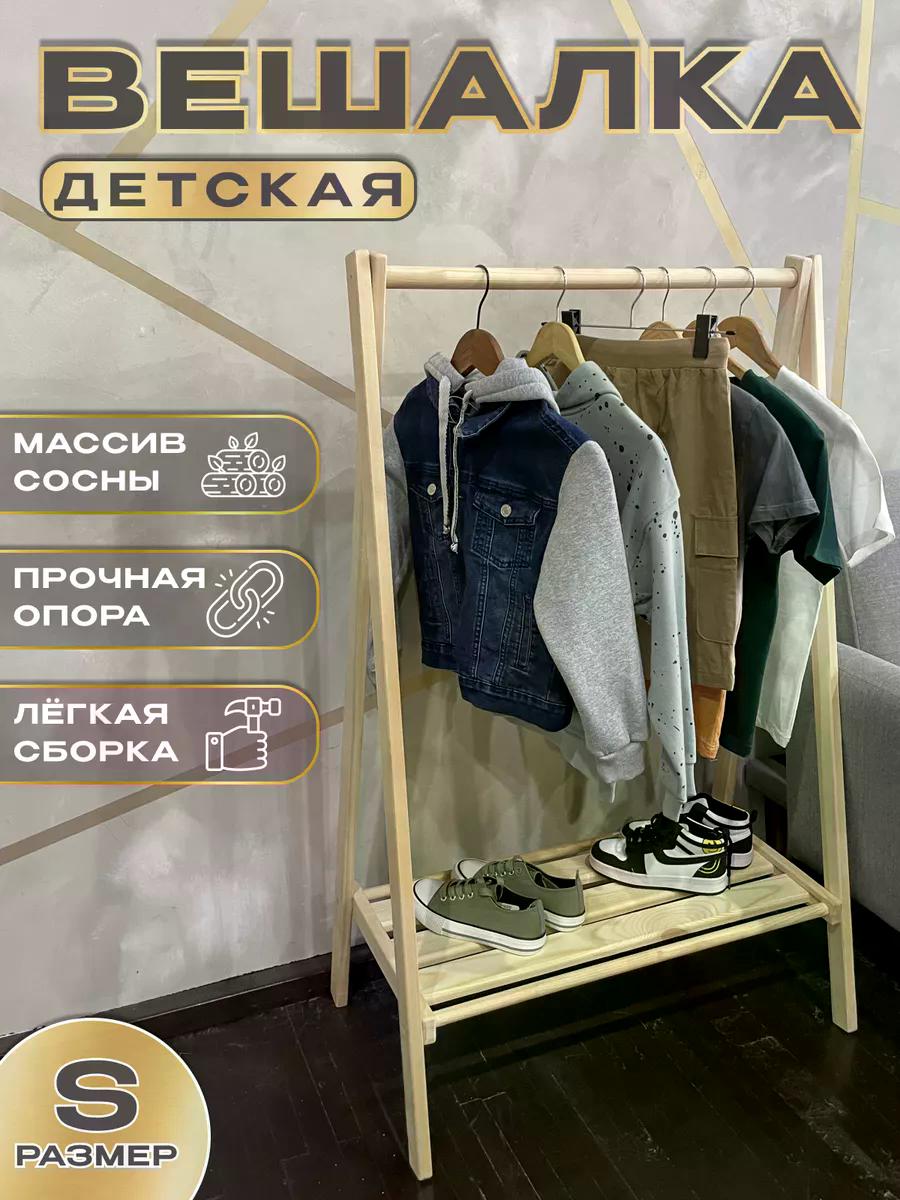 ВЕШАЛКА
ДЕТСКАЯ
МАССИВ
СОСНЫ
ПРОЧНАЯ
ОПОРА
ЛЁГКАЯ
СБОРКА
S
РАЗМЕР